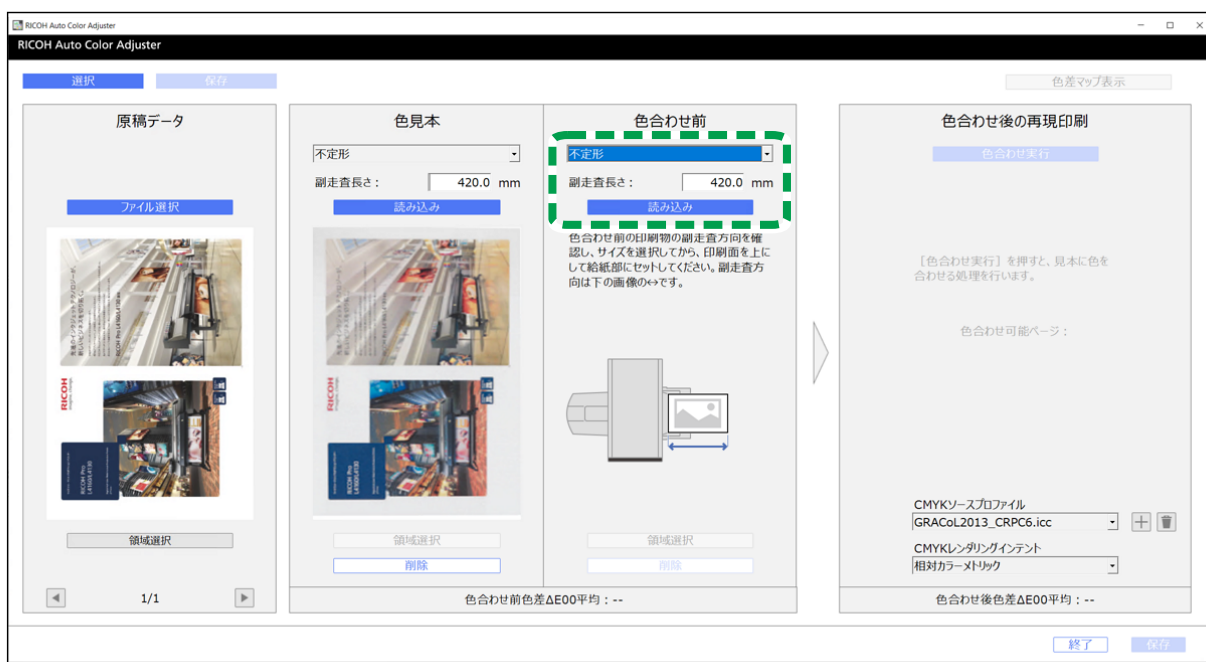 RICOH Auto Color Adjuster
RICOH Auto Color Adjuster
選択
保存
色差マップ表示
原稿データ
ファイル選択
RICOH
RICOH Pro
L4160/L4130
領域選択
1/1
色見本
不定形
副走査長さ： 420.0 mm
読み込み
RICOH
RICOH Pro
L4160/L4130
領域選択
削除
色合わせ前
不定形
副走査長さ： 420.0 mm
読み込み
色合わせ前の印刷物の副走査方向を確
認し、サイズを選択してから、印刷面を上に
して給紙部にセットしてください。副走査方
向は下の画像の↔です。
領域選択
削除
色合わせ前色差ΔE00平均：--
色合わせ後の再現印刷
色合わせ実行
［色合わせ実行］を押すと、見本に色を
合わせる処理を行います。
色合わせ可能ページ：
CMYKソースプロファイル
GRACoL2013_CRPC6.icc
CMYKレンダリングインテント
相対カラーメトリック
色合わせ後色差ΔE00平均：--
終了
保存